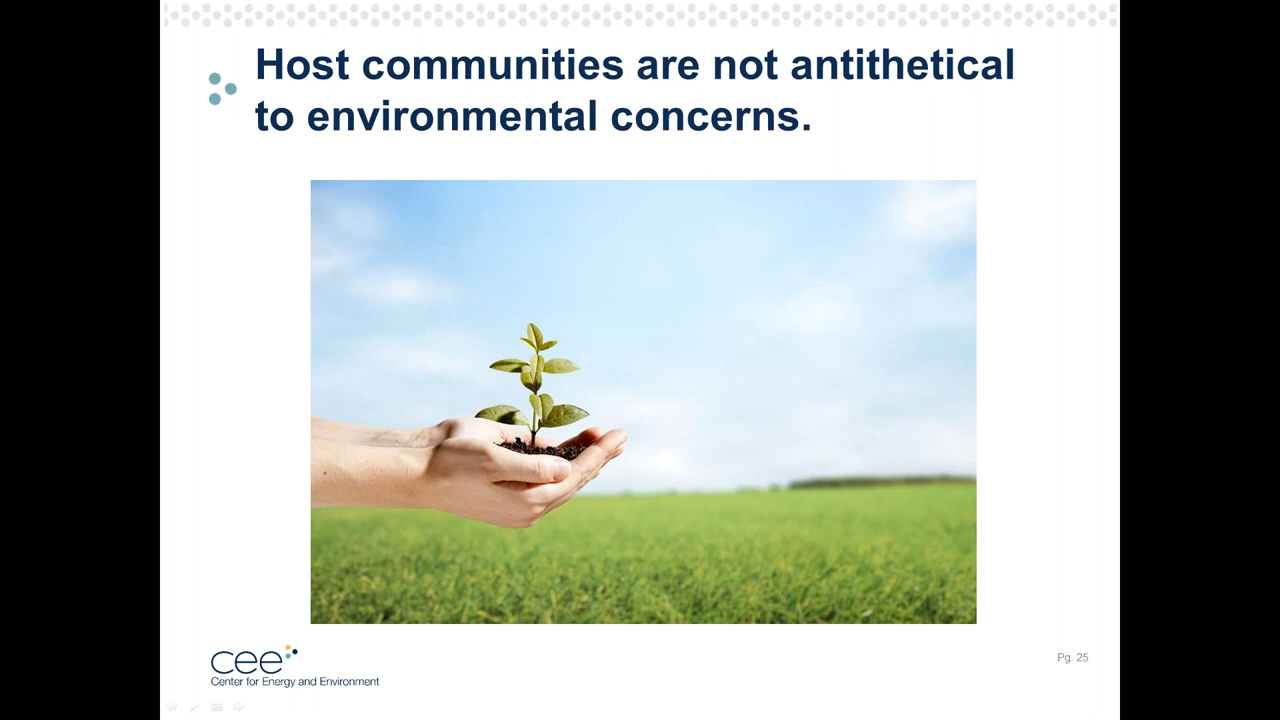 Host communities are not antithetical
to environmental concerns.
cee
Center for Energy and Environment
Pg. 25